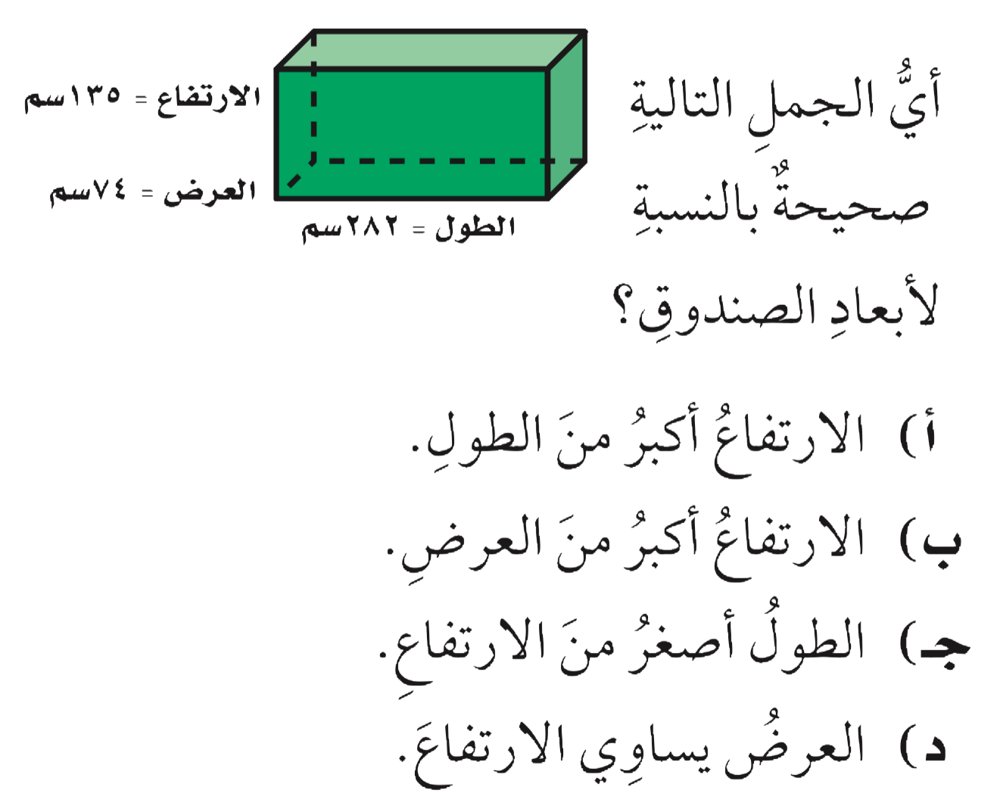 أيُّ الجملِ التاليةِ
صحيحةٌ بالنسبةِ
لأبعادِ الصندوقِ؟
الارتفاع = ١٣٥سم
العرض = ٧٤سم
الطول = ٢٨٢سم
أ) الارتفاعُ أكبرُ منَ الطولِ.
ب) الارتفاعُ أكبرُ منَ العرضِ.
جـ) الطولُ أصغرُ منَ الارتفاعِ.
د) العرضُ يساوِي الارتفاعَ.